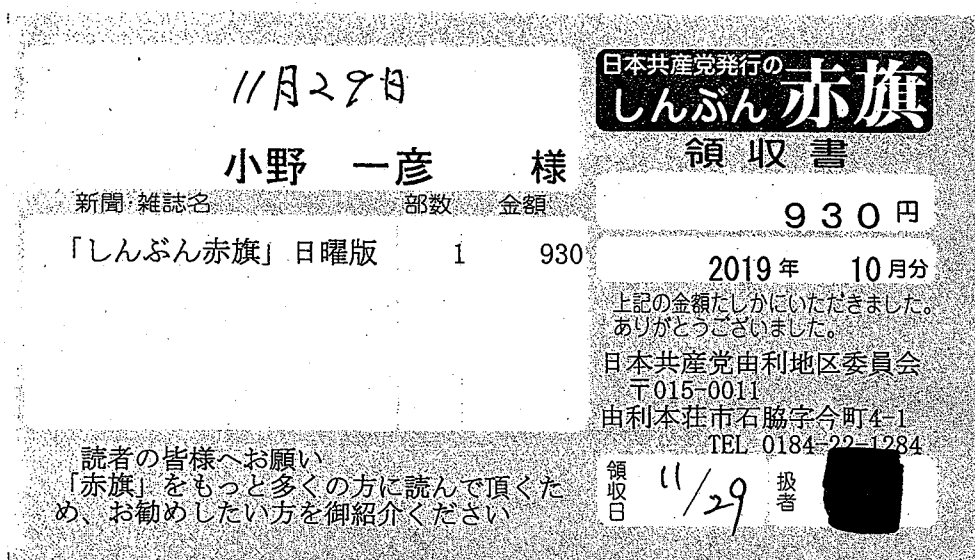 11月29日
小野 一彦 様
新聞・雑誌名 部数 金額
「しんぶん赤旗」日曜版 1 930
読者の皆様へお願い
「赤旗」をもっと多くの方に読んで頂くた
め、お勧めしたい方を御紹介ください
日本共産党発行の
しんぶん赤旗
領収書
930円
2019年 10月分
上記の金額たしかにいただきました。
ありがとうございました。
日本共産党由利地区委員会
〒015-0011
由利本荘市石脇字今町4-1
TEL 0184-22-1284
領収日 11/29 扱者